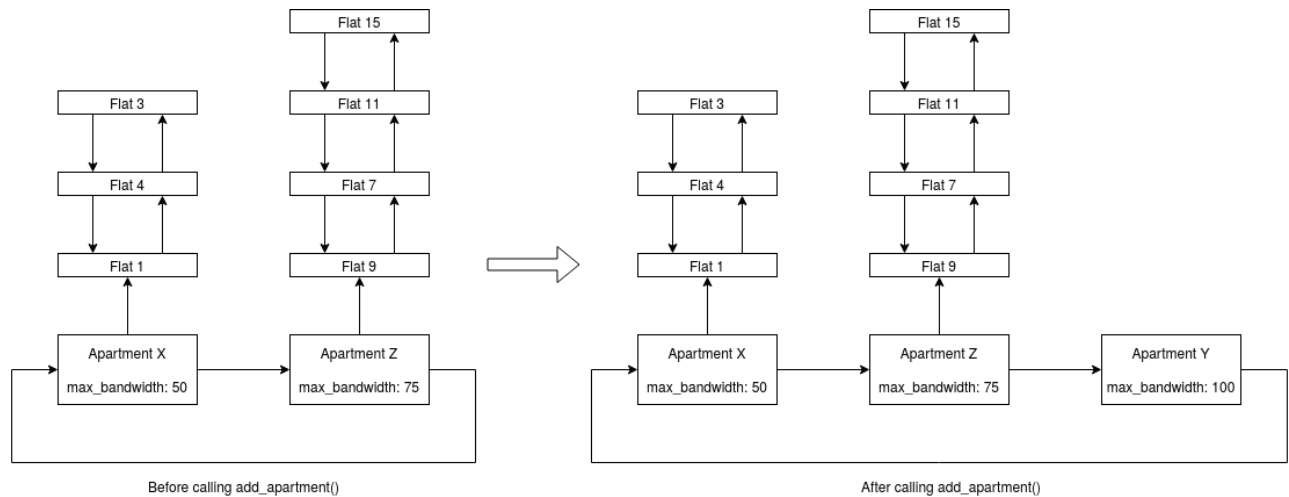 Flat 15
Flat 3
Flat 11
Flat 4
Flat 7
Flat 1
Flat 9
Apartment X
max_bandwidth: 50
Apartment Z
max_bandwidth: 75
Before calling add_apartment()
Flat 15
Flat 3
Flat 11
Flat 4
Flat 7
Flat 1
Flat 9
Apartment X
max_bandwidth: 50
Apartment Z
max_bandwidth: 75
Apartment Y
max_bandwidth: 100
After calling add_apartment()